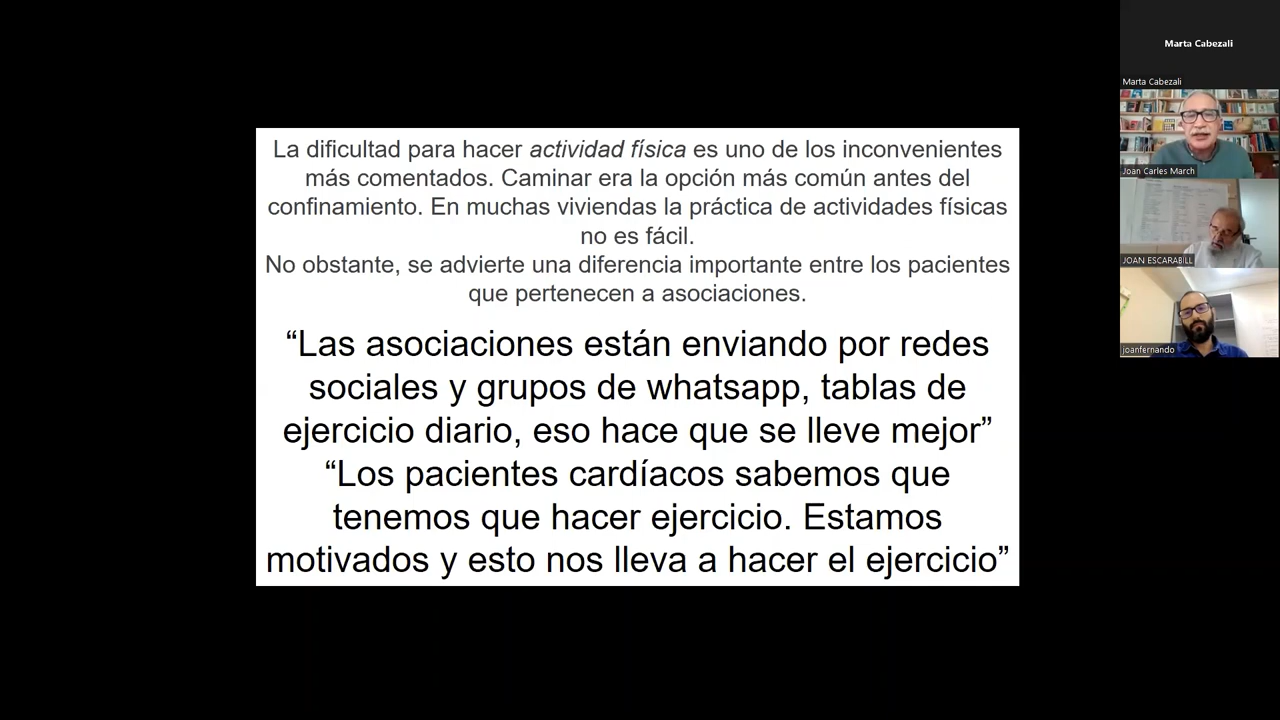 La dificultad para hacer actividad física es uno de los inconvenientes
más comentados. Caminar era la opción más común antes del
confinamiento. En muchas viviendas la práctica de actividades físicas
no es fácil.
No obstante, se advierte una diferencia importante entre los pacientes
que pertenecen a asociaciones.
“Las asociaciones están enviando por redes
sociales y grupos de whatsapp, tablas de
ejercicio diario, eso hace que se lleve mejor”
“Los pacientes cardíacos sabemos que
tenemos que hacer ejercicio. Estamos
motivados y esto nos lleva a hacer el ejercicio”
Marta Cabezali
Marta Cabezali
Joan Carles March
JOAN ESCARABILL
joanfernando